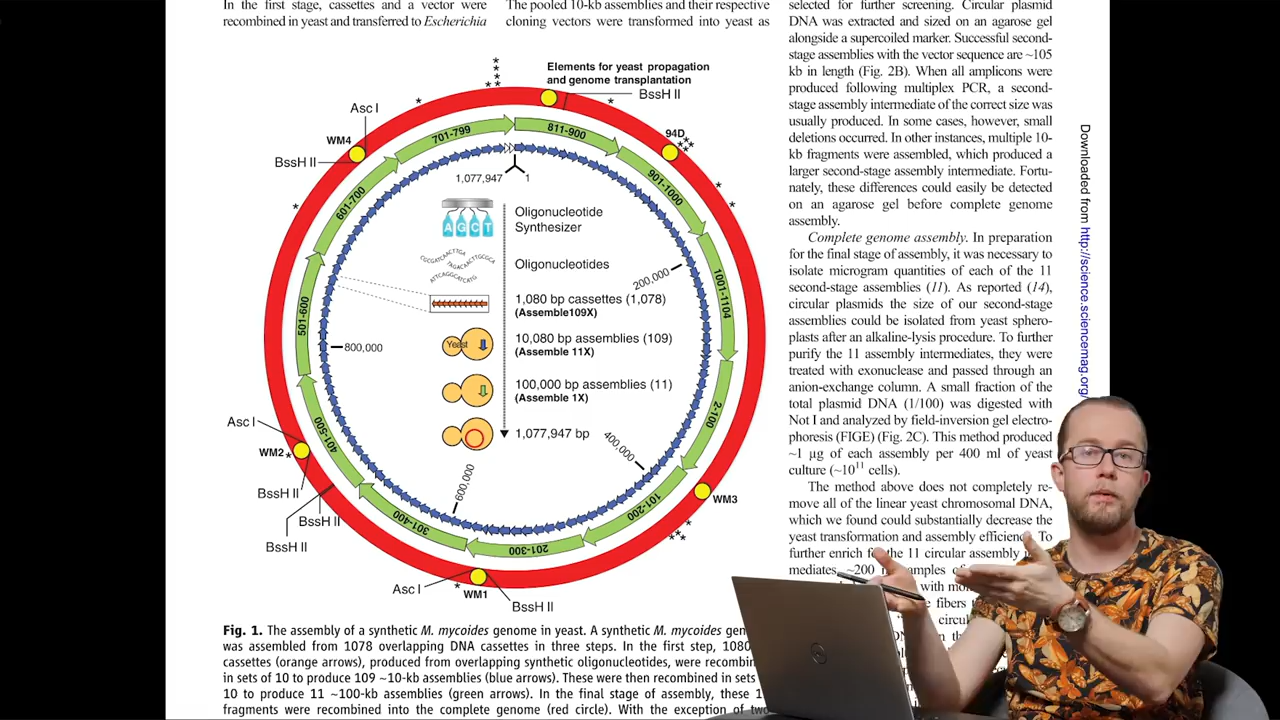 In the first stage, cassettes and a vector were
recombined in yeast and transferred to Escherichia
The pooled 10-kb assemblies and their respective
cloning vectors were transformed into yeast as
selected for further screening. Circular plasmid
DNA was extracted and sized on an agarose gel
alongside a supercoiled marker. Successful second-
stage assemblies with the vector sequence are ~105
kb in length (Fig. 2B). When all amplicons were
produced following multiplex PCR, a second-
stage assembly intermediate of the correct size was
usually produced. In some cases, however, small
deletions occurred. In other instances, multiple 10-
kb fragments were assembled, which produced a
larger second-stage assembly intermediate. Fortu-
nately, these differences could easily be detected
on an agarose gel before complete genome
assembly.
Complete genome assembly. In preparation
for the final stage of assembly, it was necessary to
isolate microgram quantities of each of the 11
second-stage assemblies (11). As reported (14),
circular plasmids the size of our second-stage
assemblies could be isolated from yeast sphero-
plasts after an alkaline-lysis procedure. To further
purify the 11 assembly intermediates, they were
treated with exonuclease and passed through an
anion-exchange column. A small fraction of the
total plasmid DNA (1/100) was digested with
Not I and analyzed by field-inversion gel electro-
phoresis (FIGE) (Fig. 2C). This method produced
~1 µg of each assembly per 400 ml of yeast
culture (~10¹¹ cells).
The method above does not completely re-
move all of the linear yeast chromosomal DNA,
which we found could substantially decrease the
yeast transformation and assembly efficiency. To
further enrich for the 11 circular assembly
mediates, ~200
Elements for yeast propagation
and genome transplantation
BssH II
Asc I
WM4
BssH II
94D
701-799
811-900
901-1000
1001-1104
2-100
101-200
201-300
301-400
401-500
501-600
601-700
1,077,947
1
200,000
400,000
600,000
800,000
A G C T
Oligonucleotide
Synthesizer
Oligonucleotides
1,080 bp cassettes (1,078)
(Assemble109X)
Yeast
10,080 bp assemblies (109)
(Assemble 11X)
100,000 bp assemblies (11)
(Assemble 1X)
1,077,947 bp
Asc I
WM2
BssH II
BssH II
BssH II
WM3
Asc I
WM1
BssH II
Fig. 1. The assembly of a synthetic M. mycoides genome in yeast. A synthetic M. mycoides
was assembled from 1078 overlapping DNA cassettes in three steps. In the first step, 1080
cassettes (orange arrows), produced from overlapping synthetic oligonucleotides, were
in sets of 10 to produce 109 ~10-kb assemblies (blue arrows). These were then recombined in sets
10 to produce 11 ~100-kb assemblies (green arrows). In the final stage of assembly, these
fragments were recombined into the complete genome (red circle). With the exception of two
Downloaded from http://science.sciencemag.org/